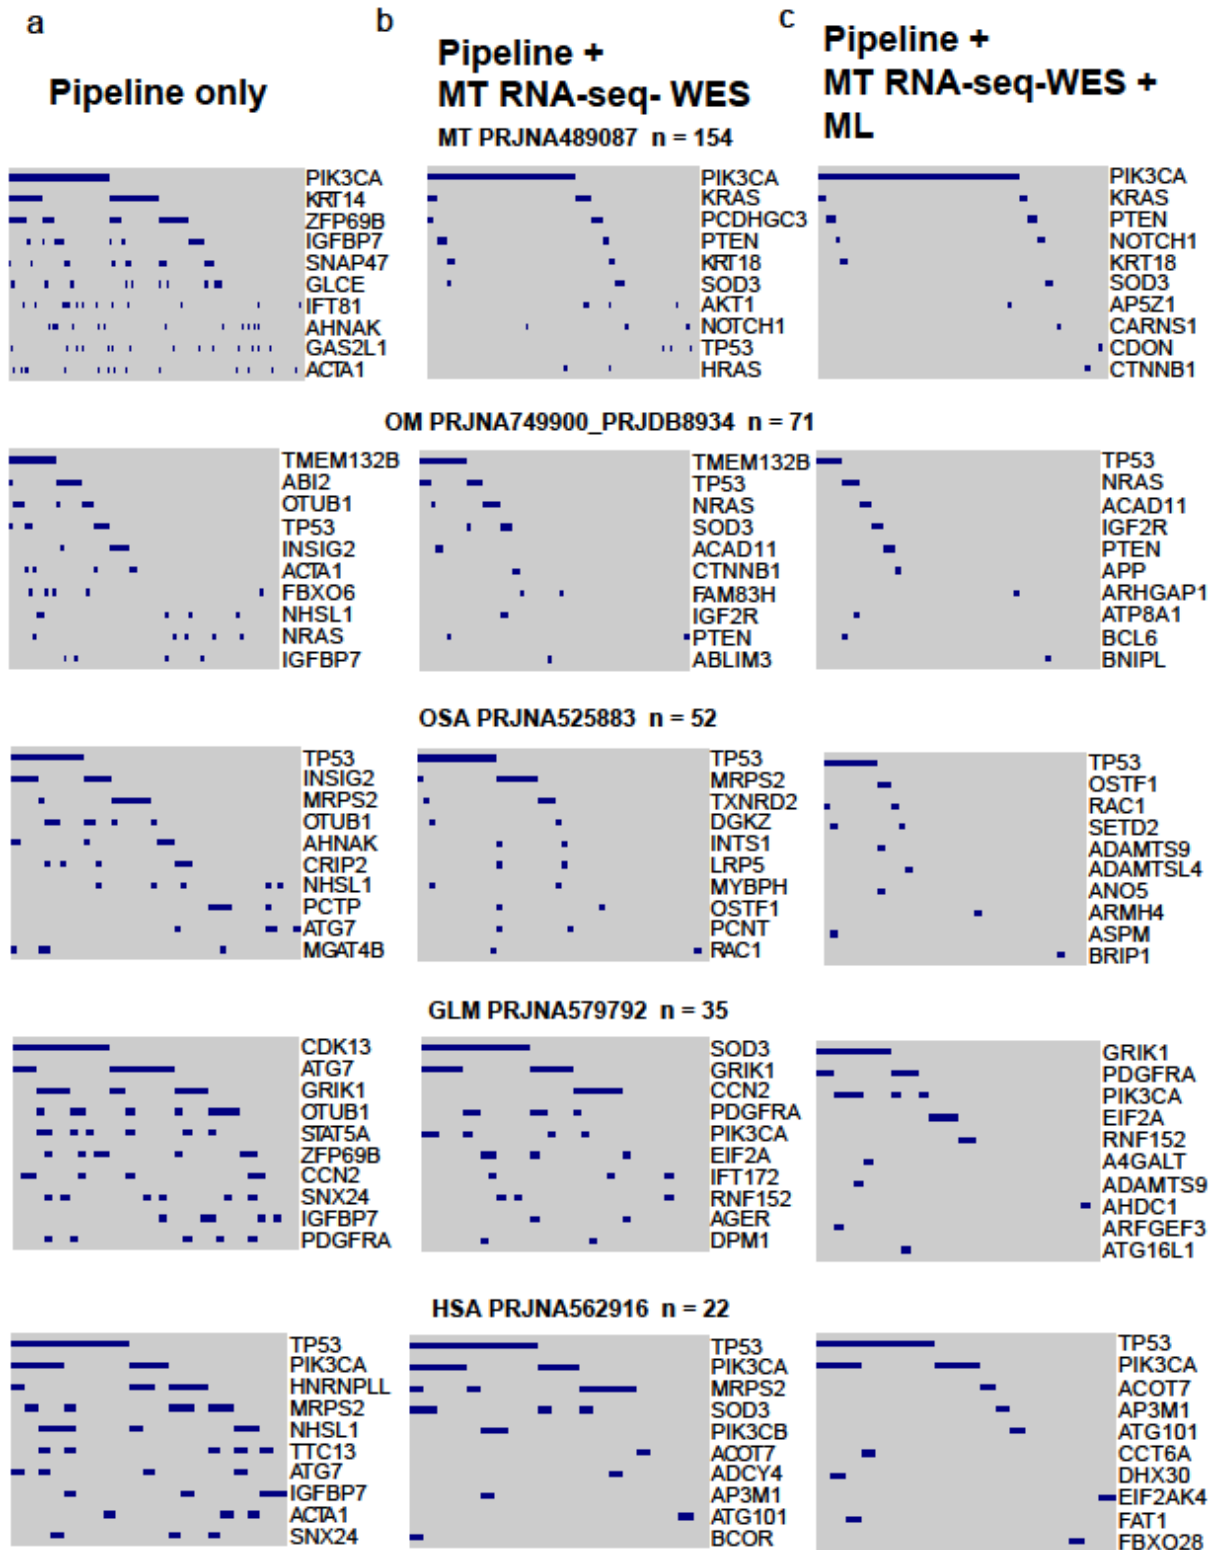 a
Pipeline only
b
Pipeline +
MT RNA-seq- WES
c
Pipeline +
MT RNA-seq-WES +
ML
MT PRJNA489087 n = 154
PIK3CA
KRT14
ZFP69B
IGFBP7
SNAP47
GLCE
IFT81
AHNAK
GAS2L1
ACTA1
PIK3CA
KRAS
PCDHGC3
PTEN
KRT18
SOD3
AKT1
NOTCH1
TP53
HRAS
PIK3CA
KRAS
PTEN
NOTCH1
KRT18
SOD3
AP5Z1
CARNS1
CDON
CTNNB1
OM PRJNA749900_PRJDB8934 n = 71
TMEM132B
ABI2
OTUB1
TP53
INSIG2
ACTA1
FBXO6
NHSL1
NRAS
IGFBP7
TMEM132B
TP53
NRAS
SOD3
ACAD11
CTNNB1
FAM83H
IGF2R
PTEN
ABLIM3
TP53
NRAS
ACAD11
IGF2R
PTEN
APP
ARHGAP1
ATP8A1
BCL6
BNIPL
OSA PRJNA525883 n = 52
TP53
INSIG2
MRPS2
OTUB1
AHNAK
CRIP2
NHSL1
PCTP
ATG7
MGAT4B
TP53
MRPS2
TXNRD2
DGKZ
INTS1
LRP5
MYBPH
OSTF1
PCNT
RAC1
TP53
OSTF1
RAC1
SETD2
ADAMTS9
ADAMTSL4
ANO5
ARMH4
ASPM
BRIP1
GLM PRJNA579792 n = 35
CDK13
ATG7
GRIK1
OTUB1
STAT5A
ZFP69B
CCN2
SNX24
IGFBP7
PDGFRA
SOD3
GRIK1
CCN2
PDGFRA
PIK3CA
EIF2A
IFT172
RNF152
AGER
DPM1
GRIK1
PDGFRA
PIK3CA
EIF2A
RNF152
A4GALT
ADAMTS9
AHDC1
ARFGEF3
ATG16L1
HSA PRJNA562916 n = 22
TP53
PIK3CA
HNRNPLL
MRPS2
NHSL1
TTC13
ATG7
IGFBP7
ACTA1
SNX24
TP53
PIK3CA
MRPS2
SOD3
PIK3CB
ACOT7
ADCY4
AP3M1
ATG101
BCOR
TP53
PIK3CA
ACOT7
AP3M1
ATG101
CCT6A
DHX30
EIF2AK4
FAT1
FBXO28